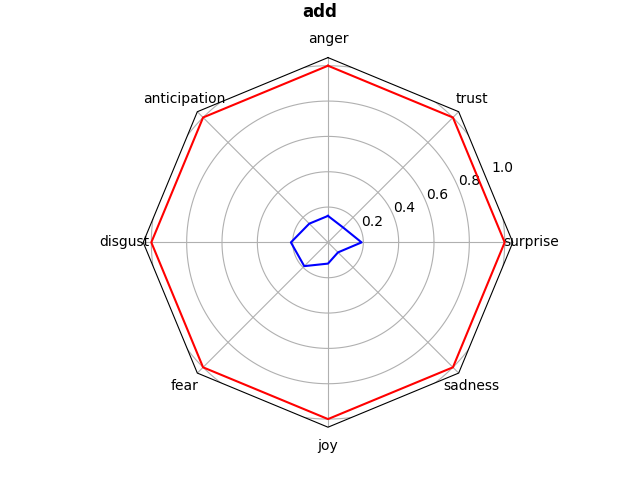 add
anger
anticipation
trust
1.0
0.8
0.6
0.4
0.2
disgust
surprise
fear
sadness
joy